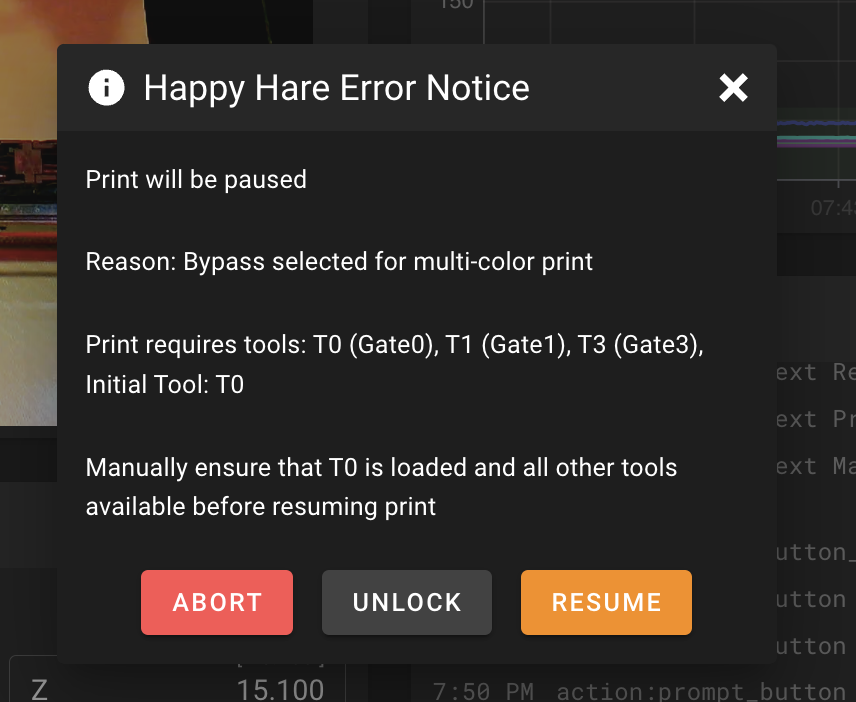 150
Happy Hare Error Notice
07:4
Print will be paused
Reason: Bypass selected for multi-color print
Print requires tools: T0 (Gate0), T1 (Gate1), T3 (Gate3),
Initial Tool: T0
ext Re
ext Pr
ext Ma
Manually ensure that T0 is loaded and all other tools
available before resuming print
utton_
utton
utton
ABORT
UNLOCK
RESUME
Z
15.100
7:50 PM action:prompt_button